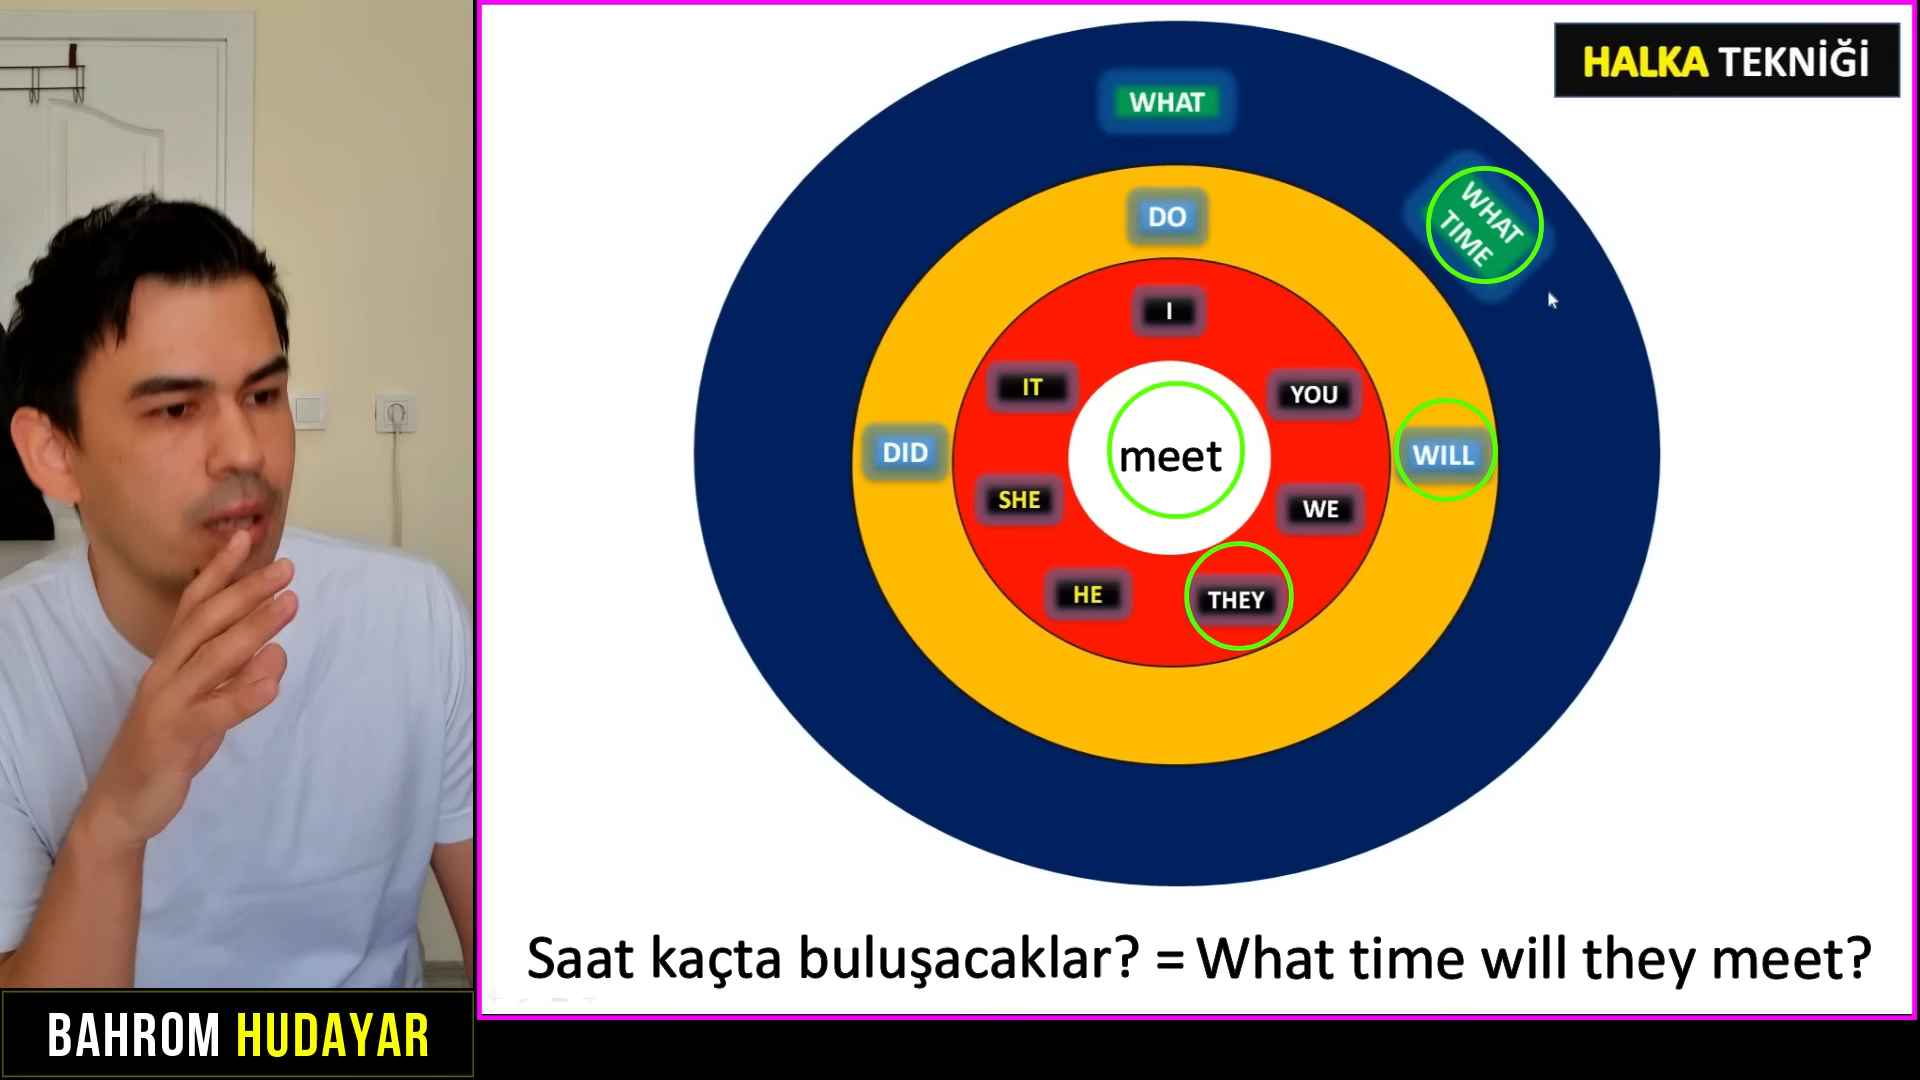 HALKA TEKNİĞİ
WHAT
WHAT
TIME
DO
I
IT
YOU
DID
meet
WILL
SHE
WE
HE
THEY
Saat kaçta buluşacaklar? = What time will they meet?
BAHROM HUDAYAR